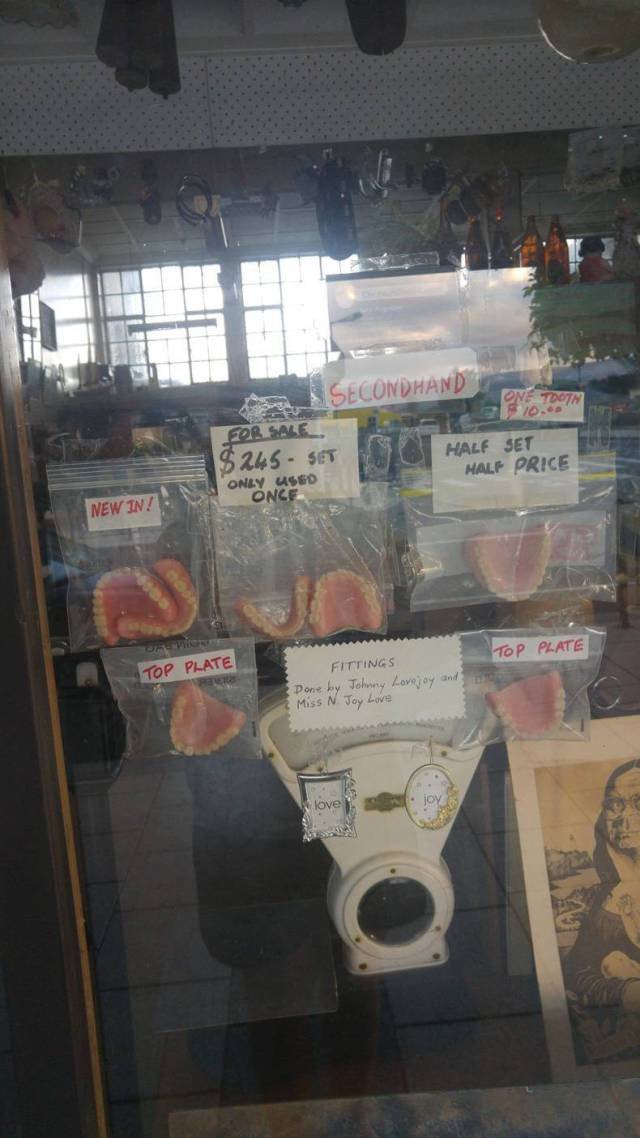 SECONDHAND
ONE TOOTH
$10.00
FOR SALE
$245- SET
ONLY USED
ONCE
HALF SET
HALF PRICE
NEW IN!
TOP PLATE
FITTINGS
Done by Johnny Lovejoy and
Miss N. Joy Love
TOP PLATE
love
joy